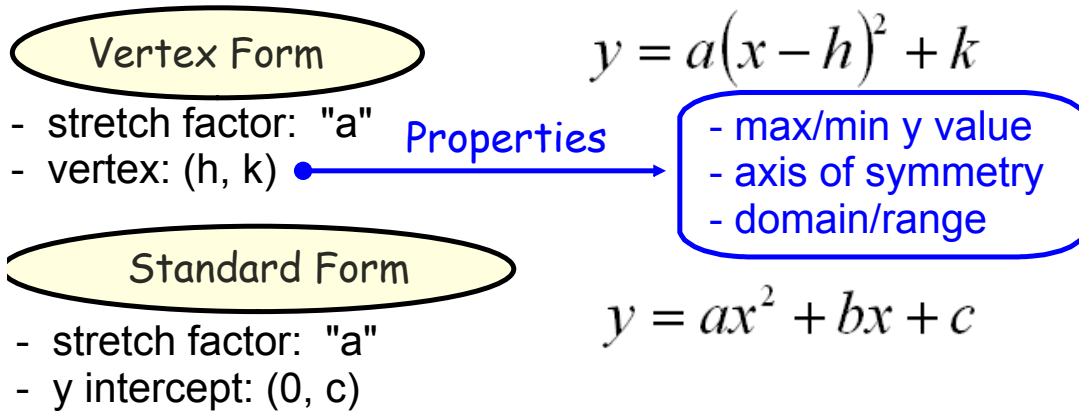 Vertex Form
y = a(x − h)² + k
- stretch factor: "a"
- vertex: (h, k)
Properties
- max/min y value
- axis of symmetry
- domain/range
Standard Form
y = ax² + bx + c
- stretch factor: "a"
- y intercept: (0, c)